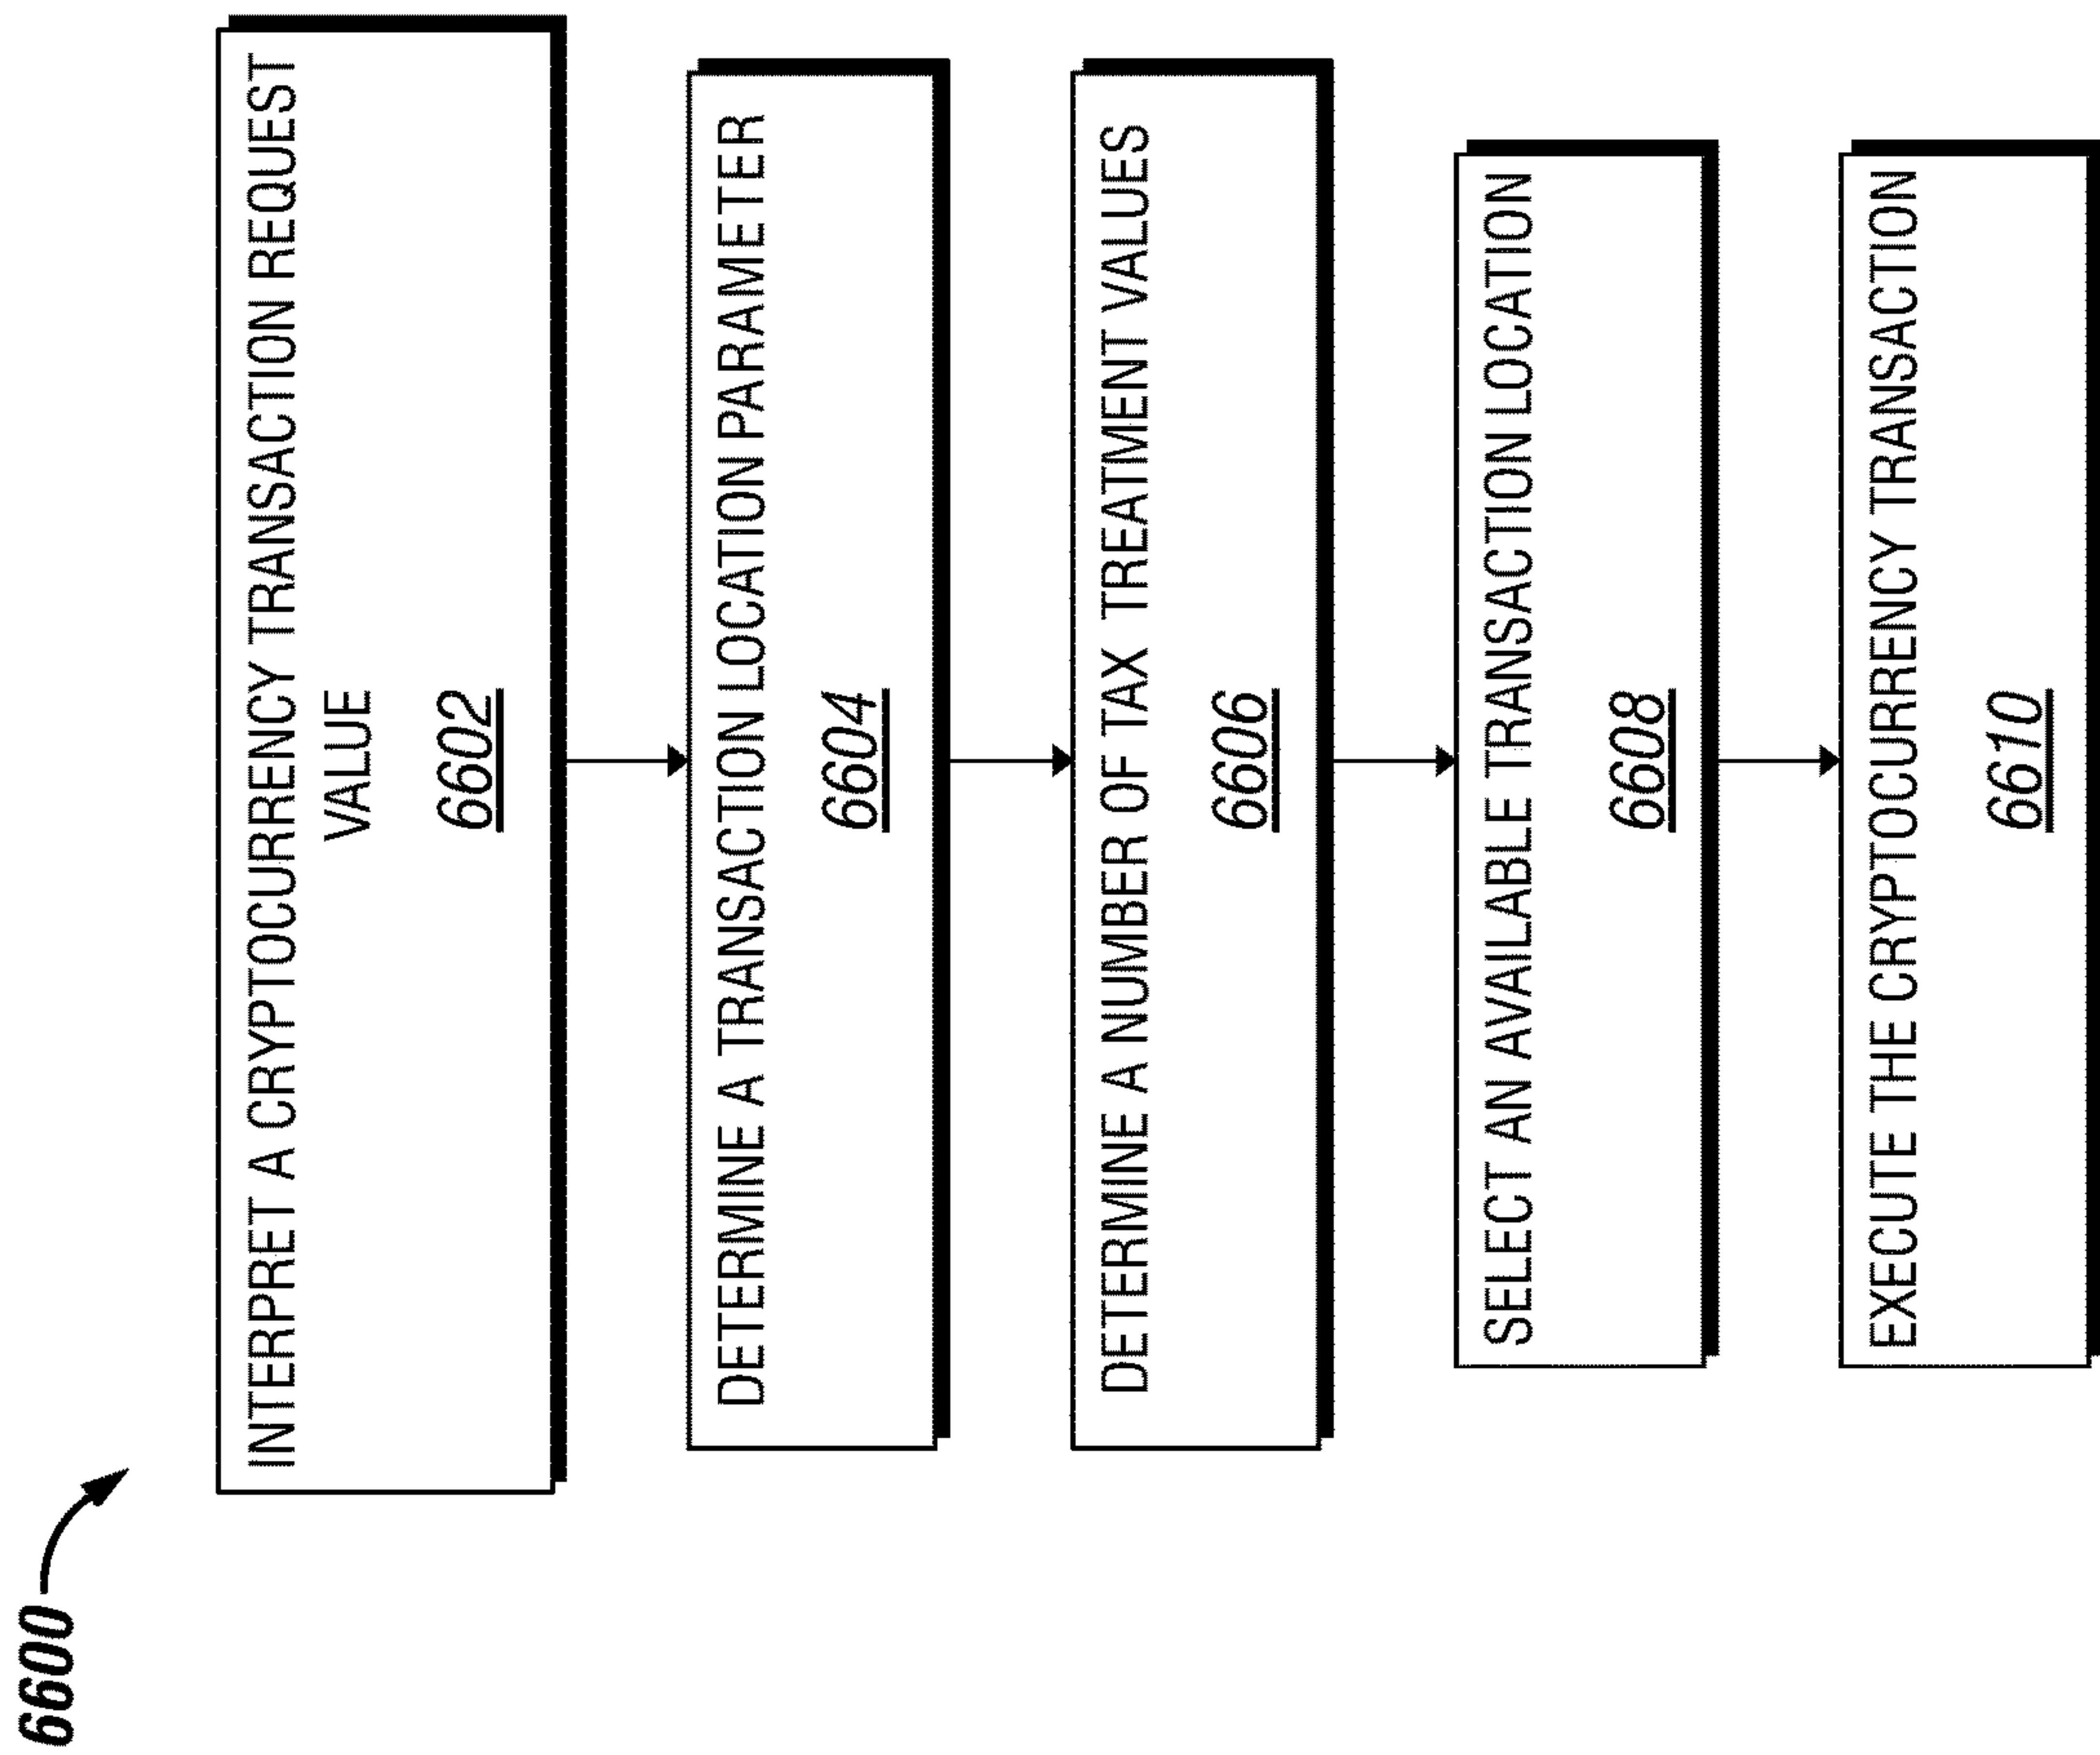 6600
INTERPRET A CRYPTOCURRENCY TRANSACTION REQUEST
VALUE
6602
DETERMINE A TRANSACTION LOCATION PARAMETER
6604
DETERMINE A NUMBER OF TAX TREATMENT VALUES
6606
SELECT AN AVAILABLE TRANSACTION LOCATION
6608
EXECUTE THE CRYPTOCURRENCY TRANSACTION
6610